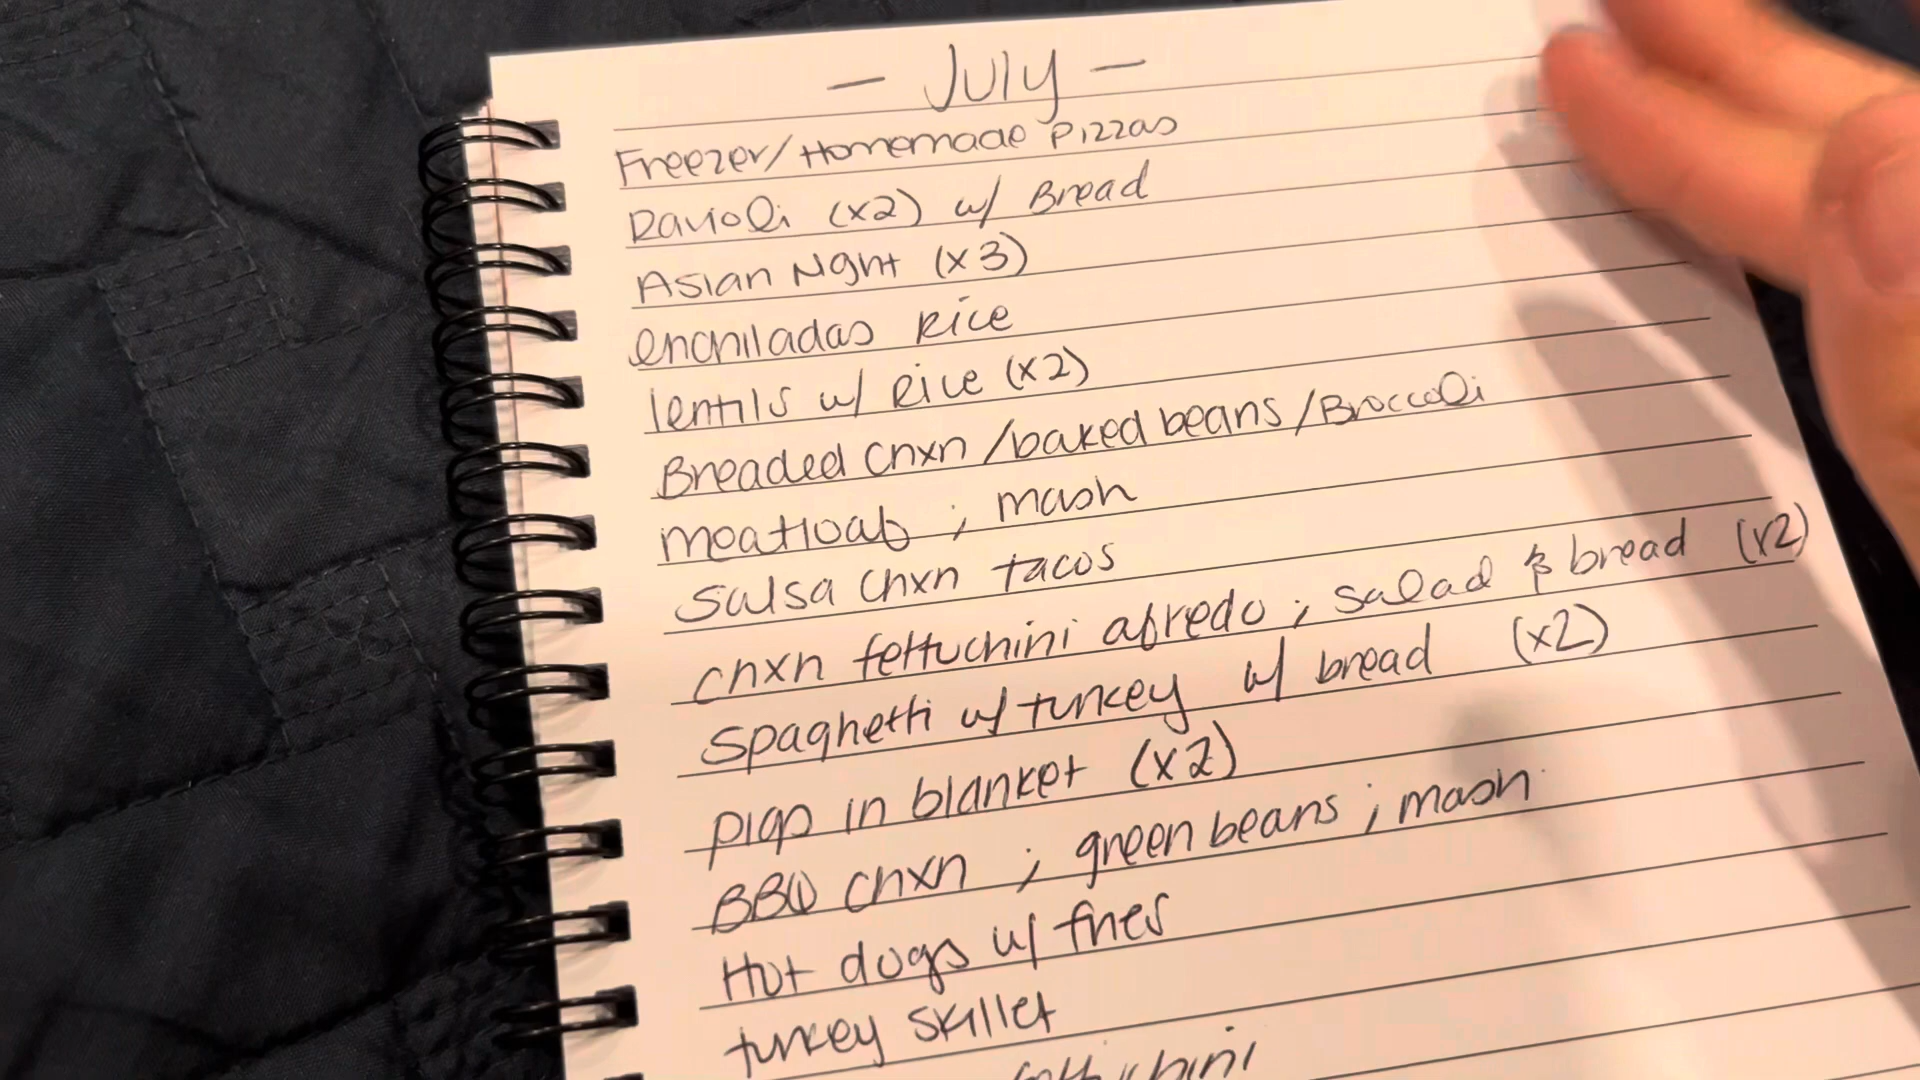 - July -
Freezer/Homemade Pizzas
Ravioli (x2) w/ Bread
Asian Nght (x3)
enchiladas Rice
lentils w/ Rice (x2)
Breaded chxn /baked beans/Broccoli
meatloaf ; mash
Salsa chxn tacos
chxn fettuchini afredo ; salad & bread (x2)
Spaghetti w/ turkey w/ bread (x2)
pigs in blanket (x2)
BBQ chxn ; green beans ; mash
Hot dogs w/ fries
turkey skillet
fettuchini